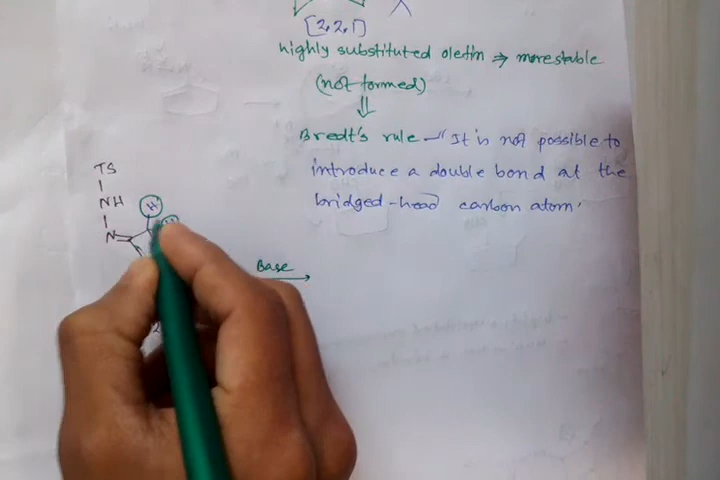 [2,2,1]
highly substituted olefin ⇒ more stable
(not formed)
⇓
Bredt's rule - "It is not possible to
introduce a double bond at the
bridged-head carbon atom.
TS
NH
N
H
Base